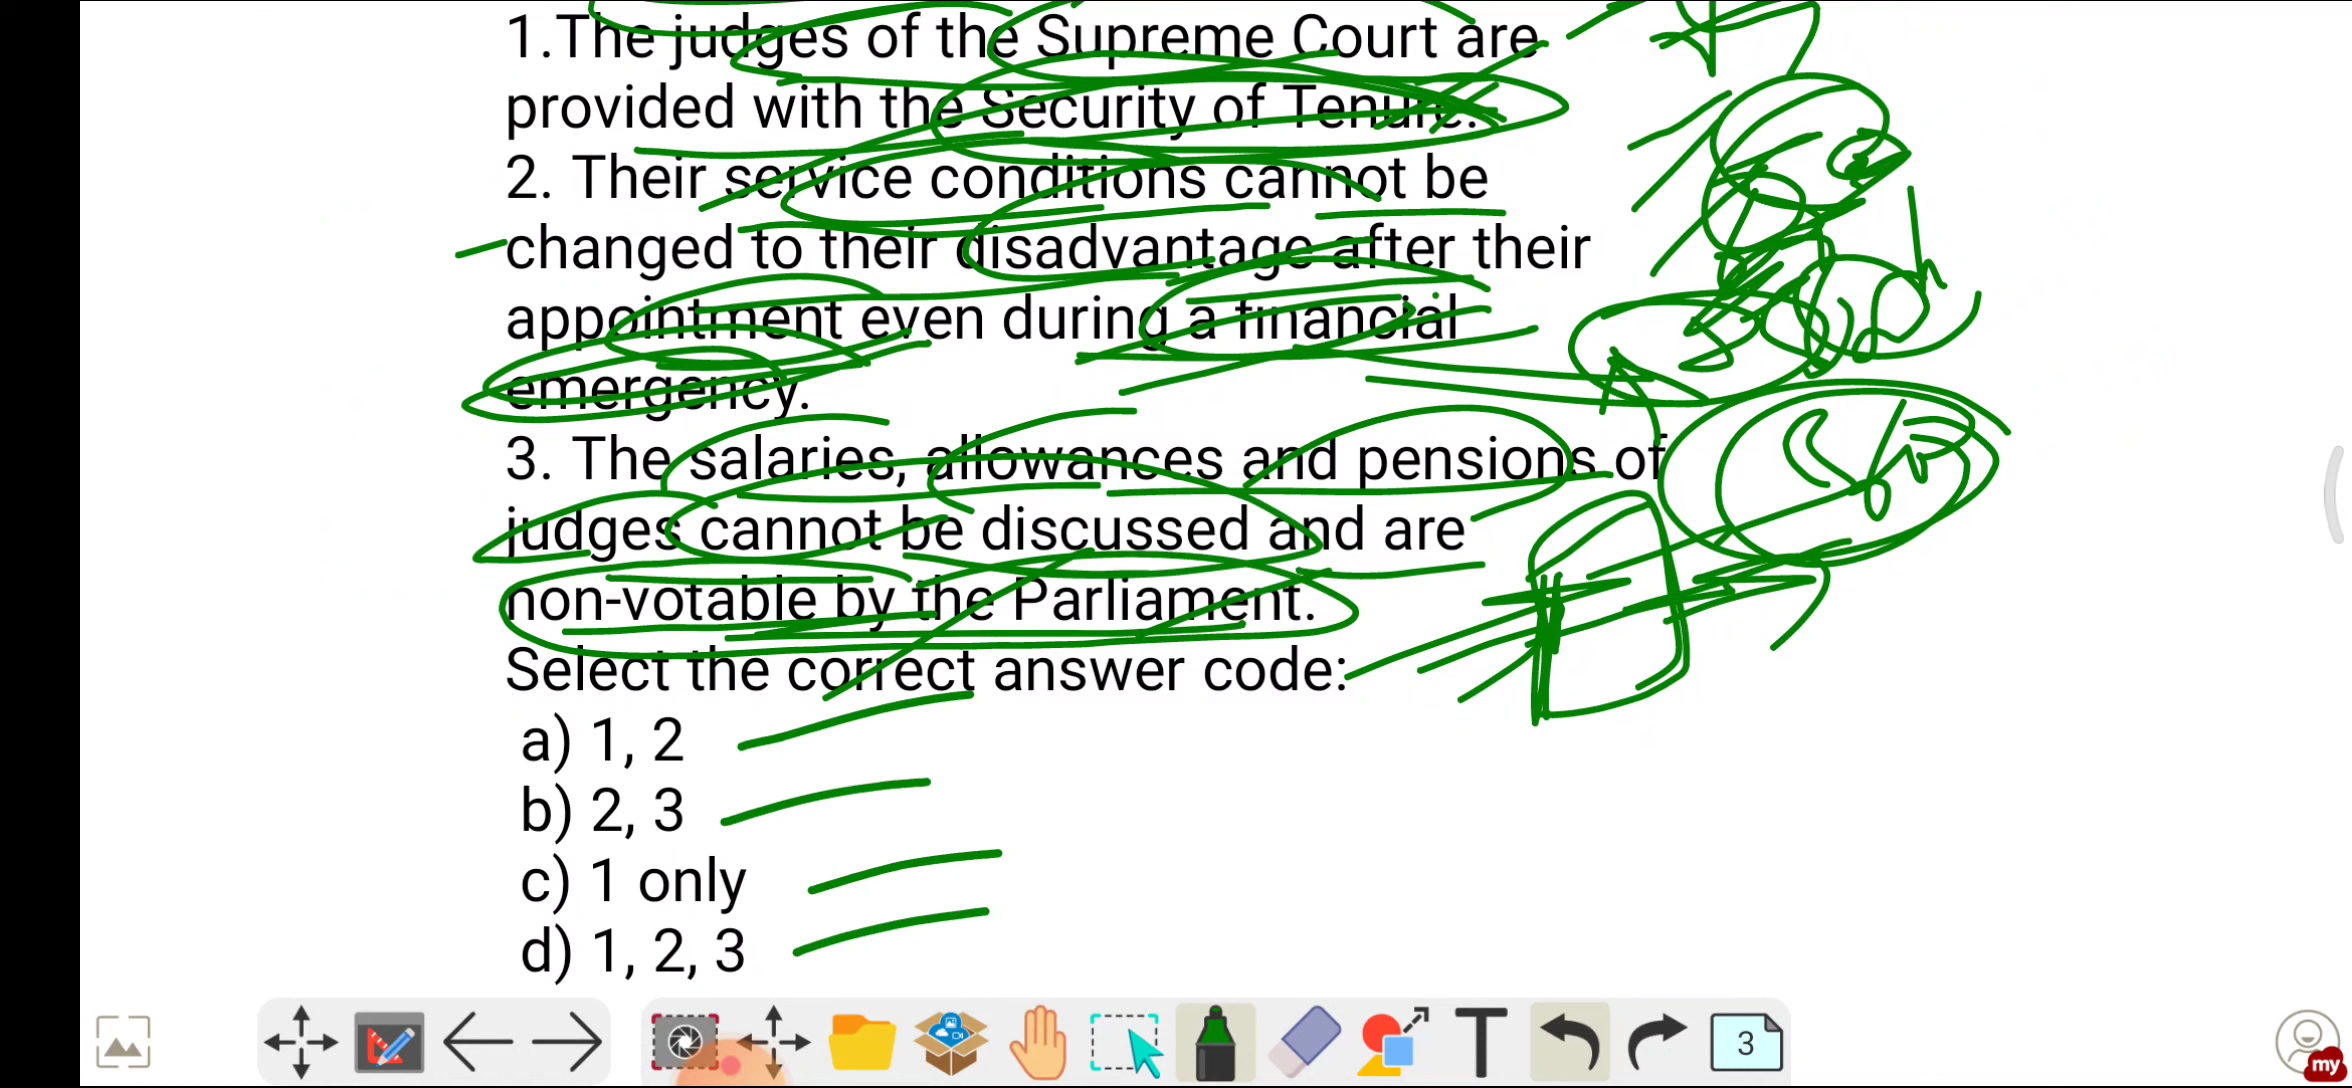 1.The judges of the Supreme Court are
provided with the Security of Tenure.
2. Their service conditions cannot be
changed to their disadvantage after their
appointment even during a financial
emergency.
3. The salaries, allowances and pensions of
judges cannot be discussed and are
non-votable by the Parliament.
Select the correct answer code:
a) 1, 2
b) 2, 3
c) 1 only
d) 1, 2, 3
T
3
my